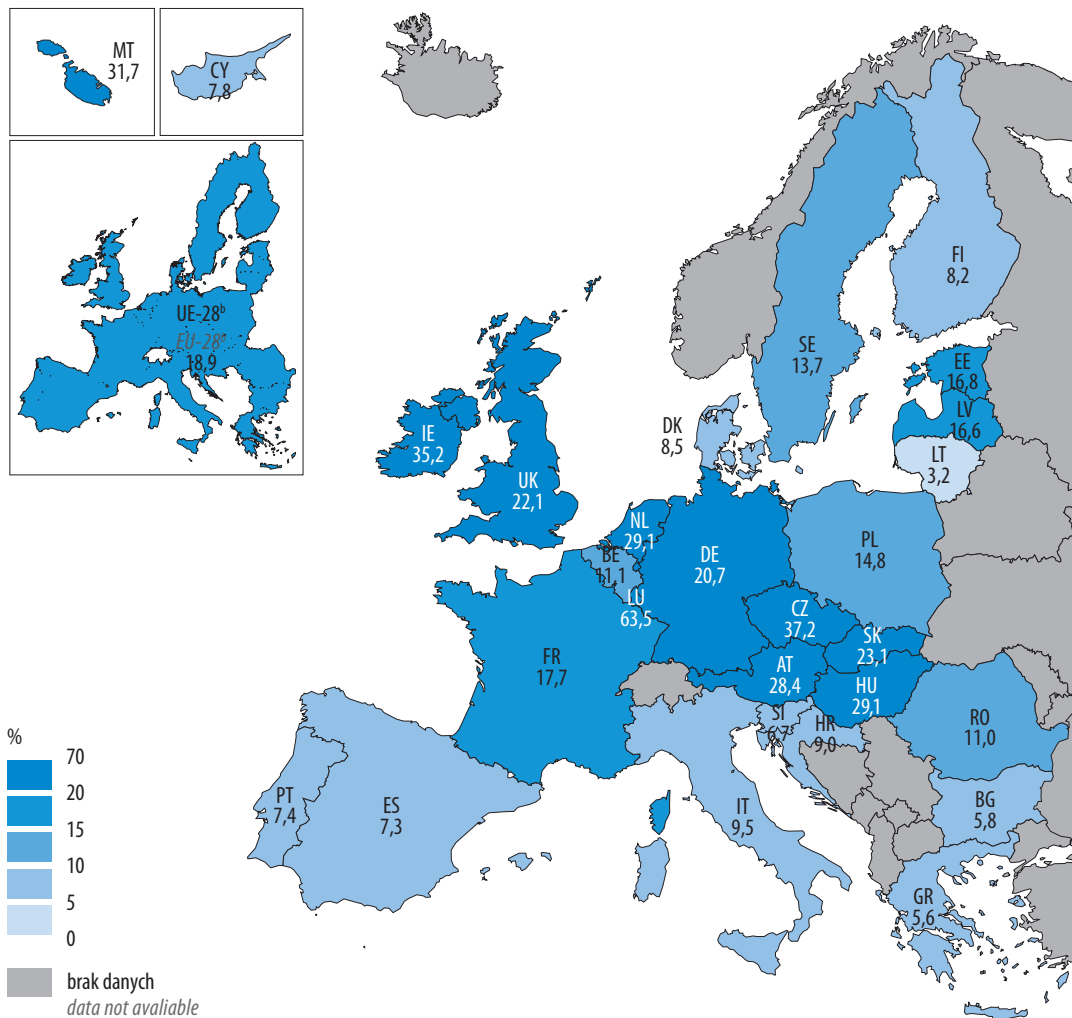 MT
31,7
CY
7,8
UE-28ᵇ
EU-28ᵇ
18,9
FI
8,2
SE
13,7
EE
16,8
LV
16,6
LT
3,2
DK
8,5
IE
35,2
UK
22,1
NL
29,1
BE
11,1
LU
63,5
DE
20,7
PL
14,8
CZ
37,2
SK
23,1
AT
28,4
HU
29,1
FR
17,7
SI
6,7
HR
9,0
RO
11,0
BG
5,8
IT
9,5
PT
7,4
ES
7,3
GR
5,6
%
70
20
15
10
5
0
brak danych
data not avaliable